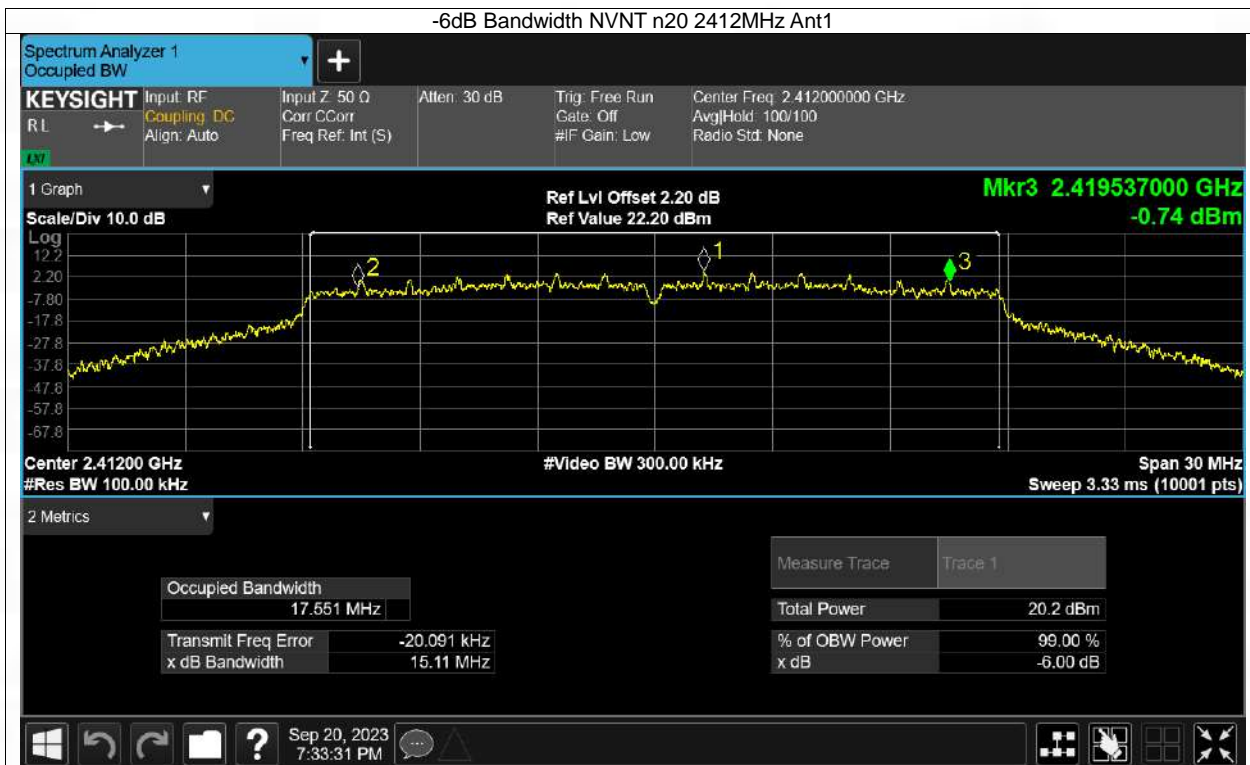 -6dB Bandwidth NVNT n20 2412MHz Ant1
Spectrum Analyzer 1
Occupied BW
+
KEYSIGHT
RL
LXI
Input: RF
Coupling: DC
Align: Auto
Input Z: 50 Ω
Corr CCorr
Freq Ref: Int (S)
Atten: 30 dB
Trig: Free Run
Gate: Off
#IF Gain: Low
Center Freq: 2.412000000 GHz
Avg|Hold: 100/100
Radio Std: None
1 Graph
Scale/Div 10.0 dB
Ref Lvl Offset 2.20 dB
Ref Value 22.20 dBm
Mkr3 2.419537000 GHz
-0.74 dBm
Log
12.2
2.20
-7.80
-17.8
-27.8
-37.8
-47.8
-57.8
-67.8
2
1
3
Center 2.41200 GHz
#Res BW 100.00 kHz
#Video BW 300.00 kHz
Span 30 MHz
Sweep 3.33 ms (10001 pts)
2 Metrics
Occupied Bandwidth
17.551 MHz
Transmit Freq Error -20.091 kHz
x dB Bandwidth 15.11 MHz
Measure Trace Trace 1
Total Power 20.2 dBm
% of OBW Power 99.00 %
x dB -6.00 dB
?
Sep 20, 2023
7:33:31 PM